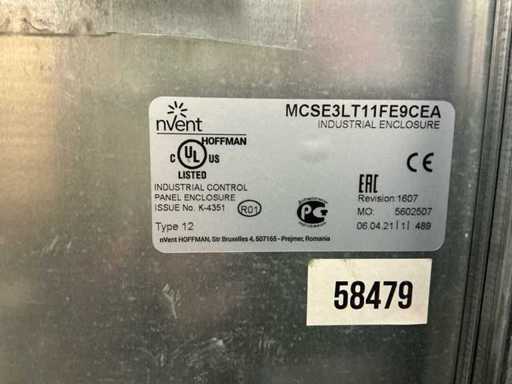 nvent
HOFFMAN
MCSE3LT11FE9CEA
INDUSTRIAL ENCLOSURE
C UL US
LISTED
INDUSTRIAL CONTROL
PANEL ENCLOSURE
ISSUE No. K-4351 R01
Type 12
EAC
CE
PG
Revision: 1607
MO: 5602507
06.04.21 | 1 | 489
nVent HOFFMAN, Str Bruxelles 4, 507165 - Prejmer, Romania
58479